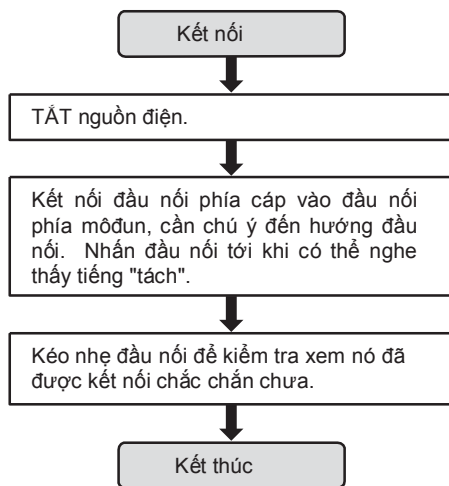 Kết nối
TẮT nguồn điện.
Kết nối đầu nối phía cáp vào đầu nối
phía môđun, cần chú ý đến hướng đầu
nối. Nhấn đầu nối tới khi có thể nghe
thấy tiếng "tách".
Kéo nhẹ đầu nối để kiểm tra xem nó đã
được kết nối chắc chắn chưa.
Kết thúc